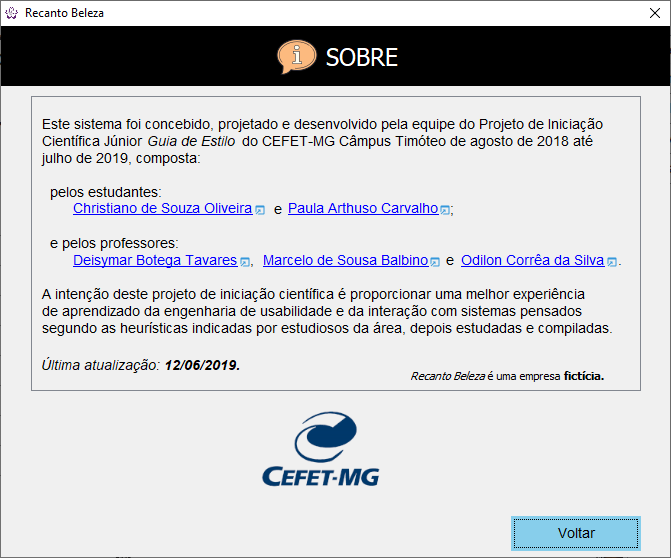 Recanto Beleza
SOBRE
Este sistema foi concebido, projetado e desenvolvido pela equipe do Projeto de Iniciação
Científica Júnior Guia de Estilo do CEFET-MG Câmpus Timóteo de agosto de 2018 até
julho de 2019, composta:
pelos estudantes:
Christiano de Souza Oliveira e Paula Arthuso Carvalho;
e pelos professores:
Deisymar Botega Tavares, Marcelo de Sousa Balbino e Odilon Corrêa da Silva.
A intenção deste projeto de iniciação científica é proporcionar uma melhor experiência
de aprendizado da engenharia de usabilidade e da interação com sistemas pensados
segundo as heurísticas indicadas por estudiosos da área, depois estudadas e compiladas.
Última atualização: 12/06/2019.
Recanto Beleza é uma empresa fictícia.
CEFET-MG
Voltar